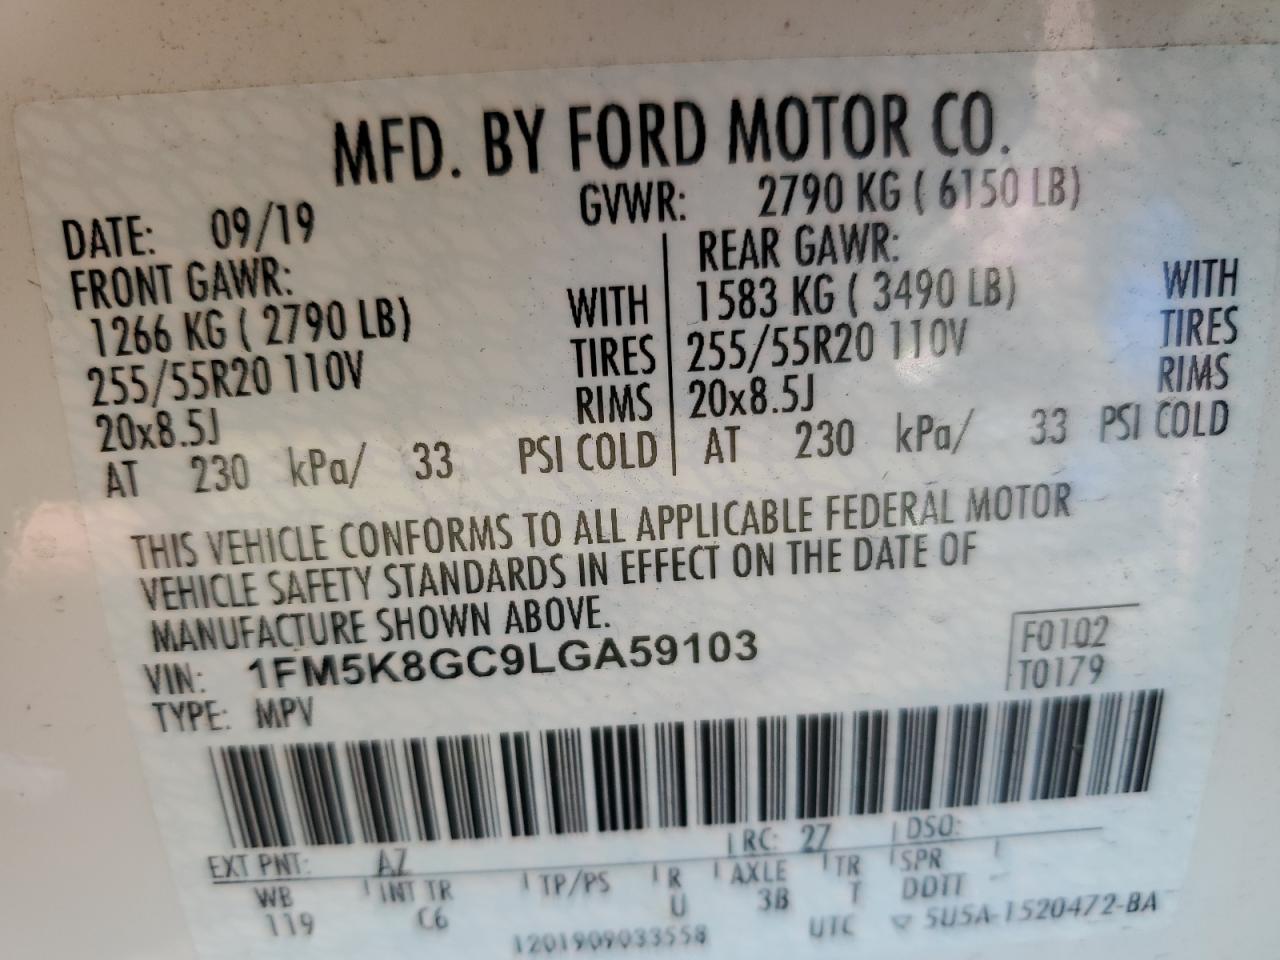 MFD. BY FORD MOTOR CO.
DATE: 09/19 GVWR: 2790 KG ( 6150 LB)
FRONT GAWR: REAR GAWR:
1266 KG ( 2790 LB) WITH 1583 KG ( 3490 LB) WITH
255/55R20 110V TIRES 255/55R20 110V TIRES
20x8.5J RIMS 20x8.5J RIMS
AT 230 kPa/ 33 PSI COLD AT 230 kPa/ 33 PSI COLD
THIS VEHICLE CONFORMS TO ALL APPLICABLE FEDERAL MOTOR
VEHICLE SAFETY STANDARDS IN EFFECT ON THE DATE OF
MANUFACTURE SHOWN ABOVE.
VIN: 1FM5K8GC9LGA59103 F0102
TYPE: MPV T0179
EXT PNT: AZ RC: 27 DSO:
WB INT TR TP/PS R AXLE TR SPR
119 C6 U 3B T DDTT
1201909033558 UTC 5U5A-1520472-BA